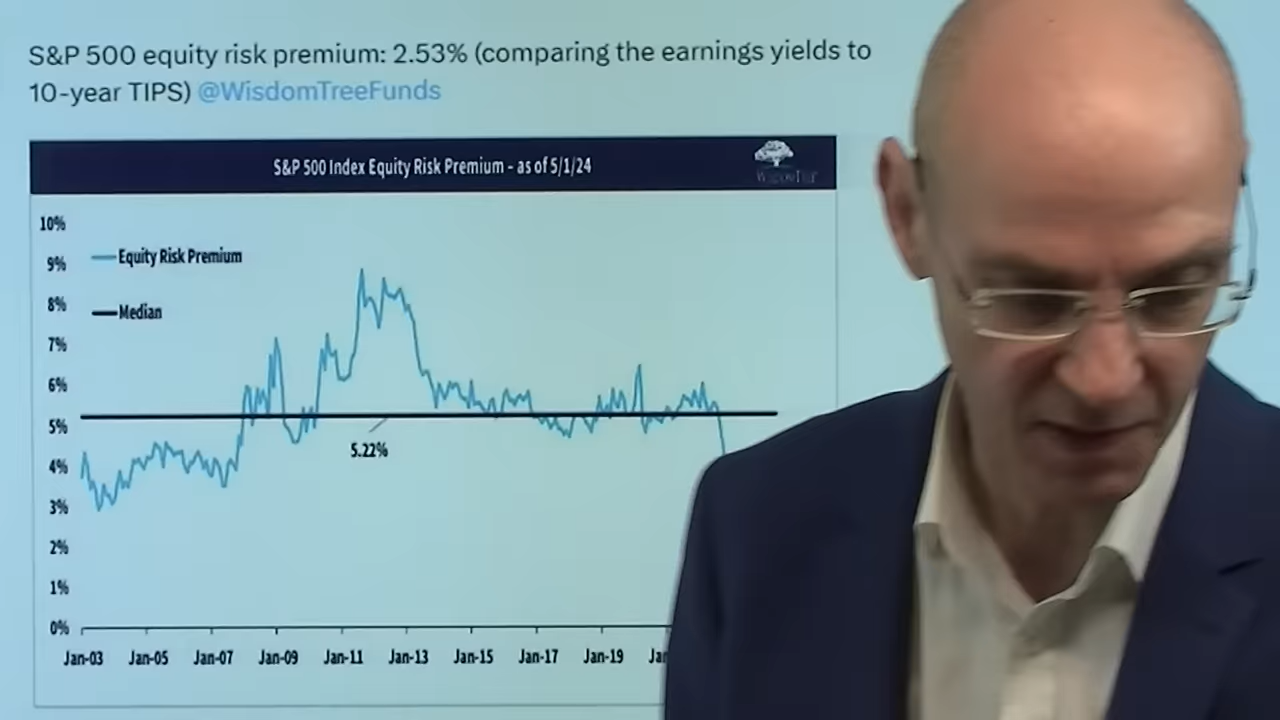 S&P 500 equity risk premium: 2.53% (comparing the earnings yields to
10-year TIPS) @WisdomTreeFunds
S&P 500 Index Equity Risk Premium - as of 5/1/24
WISDOMTREE
10%
9%
Equity Risk Premium
8%
Median
7%
6%
5%
5.22%
4%
3%
2%
1%
0%
Jan-03 Jan-05 Jan-07 Jan-09 Jan-11 Jan-13 Jan-15 Jan-17 Jan-19